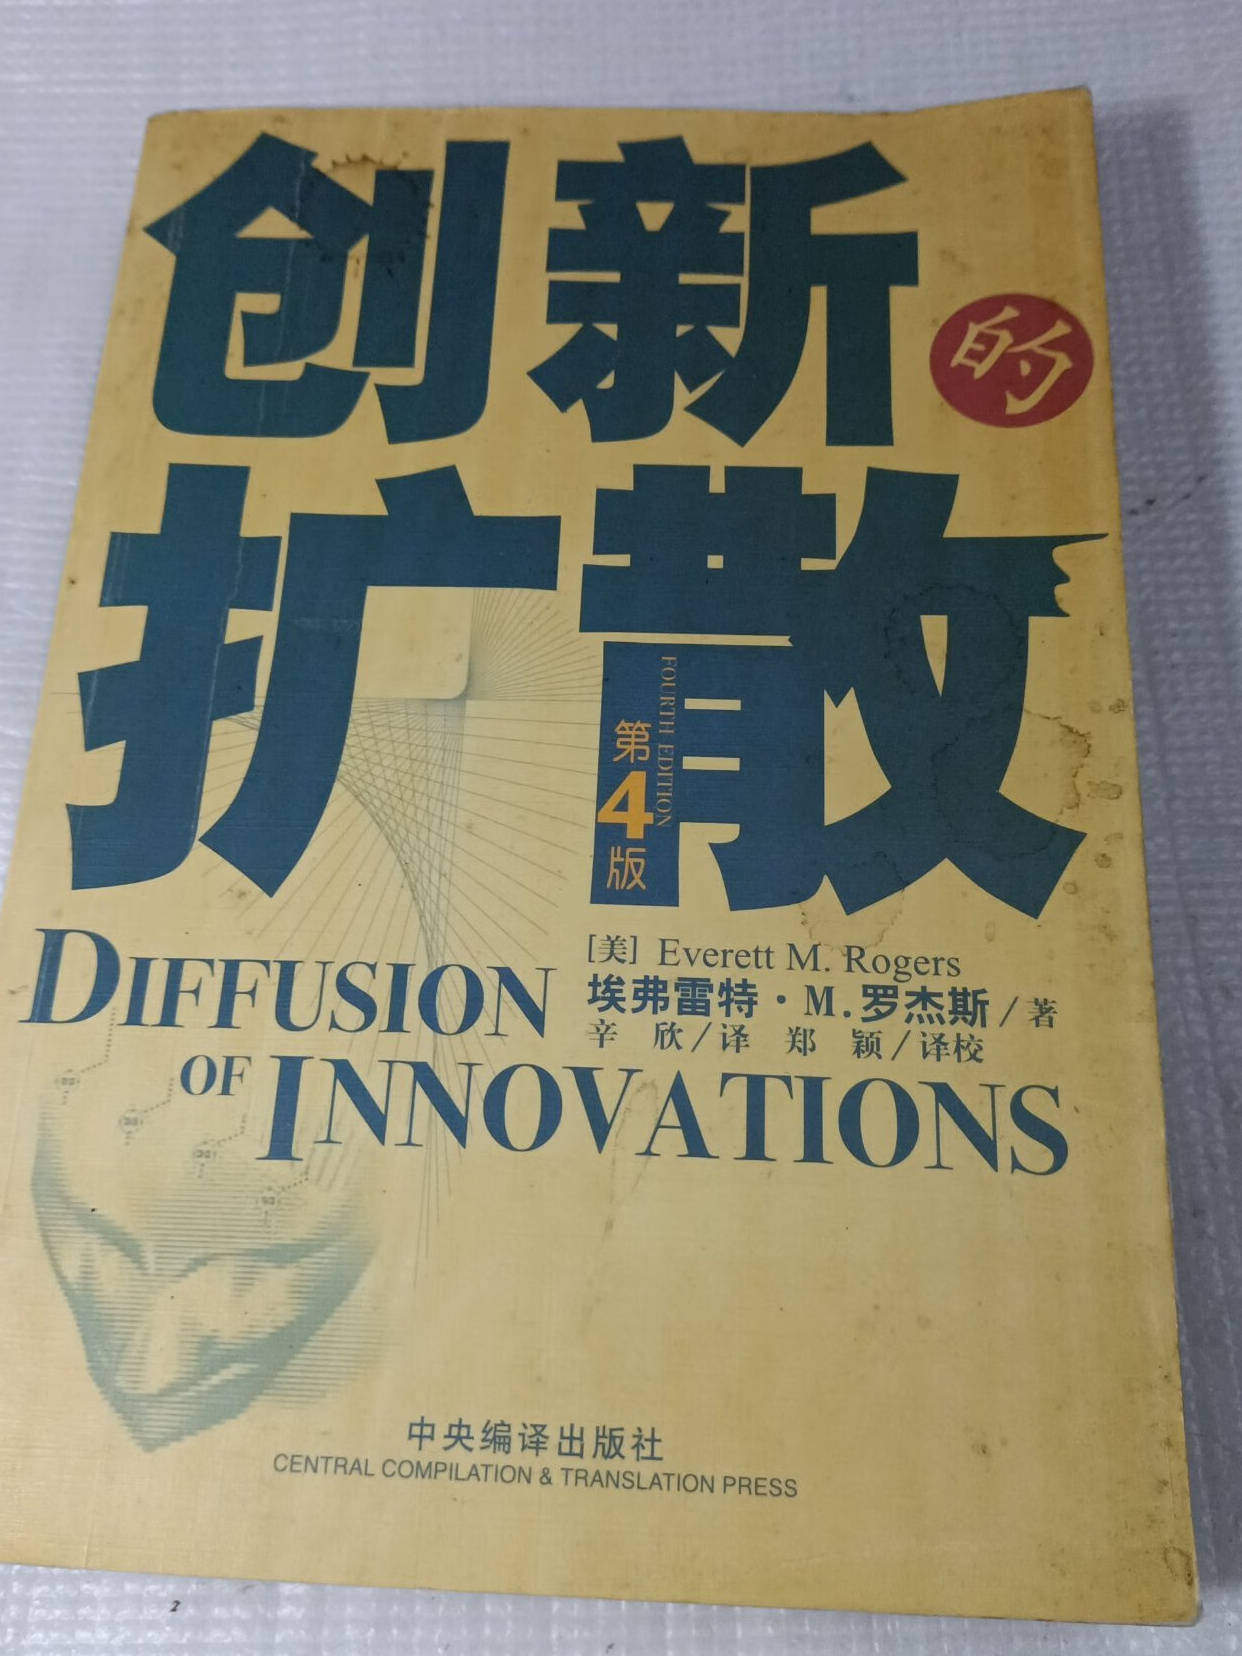 创新的
扩散
第4版
FOURTH EDITION
[美] Everett M. Rogers
埃弗雷特·M.罗杰斯/著
辛 欣/译 郑 颖/译校
DIFFUSION
OF INNOVATIONS
中央编译出版社
CENTRAL COMPILATION & TRANSLATION PRESS